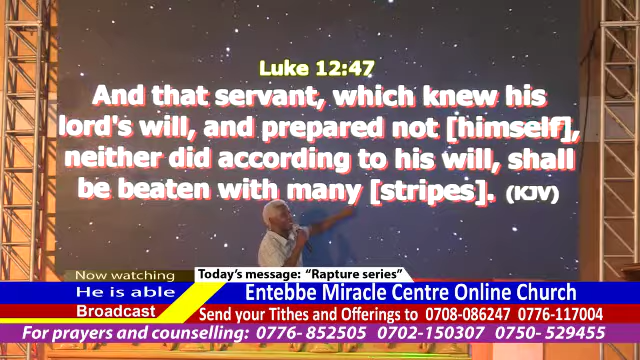 Luke 12:47
And that servant, which knew his
lord's will, and prepared not [himself],
neither did according to his will, shall
be beaten with many [stripes]. (KJV)
Now watching
Today's message: "Rapture series"
He is able
Entebbe Miracle Centre Online Church
Broadcast
Send your Tithes and Offerings to 0708-086247 0776-117004
For prayers and counselling: 0776- 852505 0702-150307 0750- 529455